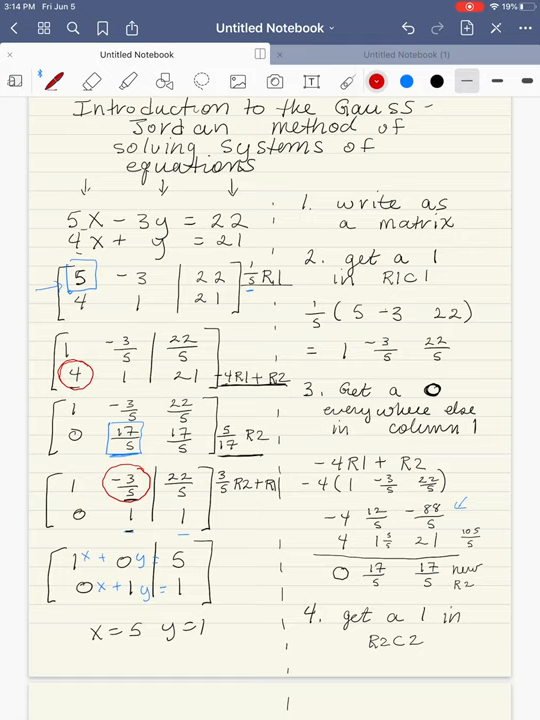 3:14 PM Fri Jun 5
19%
Untitled Notebook
Untitled Notebook
Untitled Notebook (1)
Introduction to the Gauss -
Jordan method of
solving systems of
equations
5x - 3y = 22
4x + y = 21
5 -3 | 22 1/5 R1
4 1 | 21
1 -3/5 | 22/5
4 1 | 21 -4R1 + R2
1 -3/5 | 22/5
0 17/5 | 17/5 5/17 R2
1 -3/5 | 22/5 3/5 R2 + R1
0 1 | 1
1x + 0y = | 5
0x + 1y = | 1
x = 5 y = 1
1. write as
a matrix
2. get a 1
in R1C1
1/5 ( 5 -3 22 )
= 1 -3/5 22/5
3. Get a 0
everywhere else
in column 1
-4R1 + R2
-4 ( 1 -3/5 22/5 )
-4 12/5 -88/5
4 1 5/5 21 105/5
0 17/5 17/5 new
R2
4. get a 1 in
R2C2